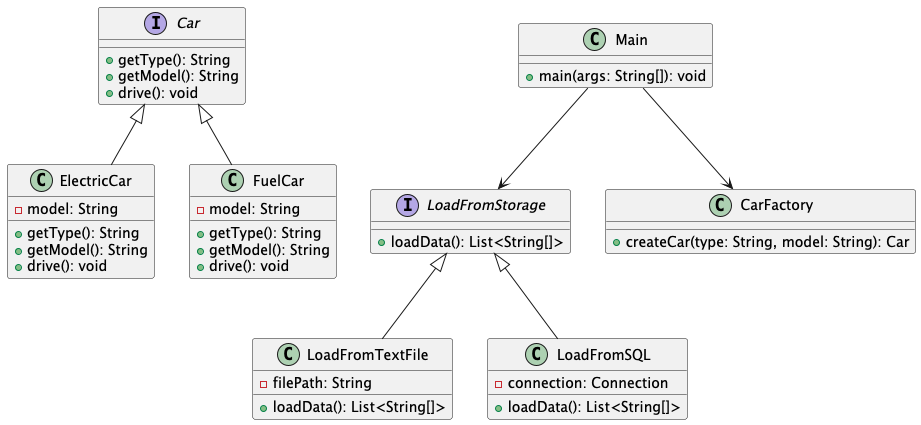 I Car
+ getType(): String
+ getModel(): String
+ drive(): void
C Main
+ main(args: String[]): void
C ElectricCar
model: String
+ getType(): String
+ getModel(): String
+ drive(): void
C FuelCar
model: String
+ getType(): String
+ getModel(): String
+ drive(): void
I LoadFromStorage
loadData(): List<String[]>
C CarFactory
createCar(type: String, model: String): Car
C LoadFromTextFile
filePath: String
loadData(): List<String[]>
C LoadFromSQL
connection: Connection
loadData(): List<String[]>